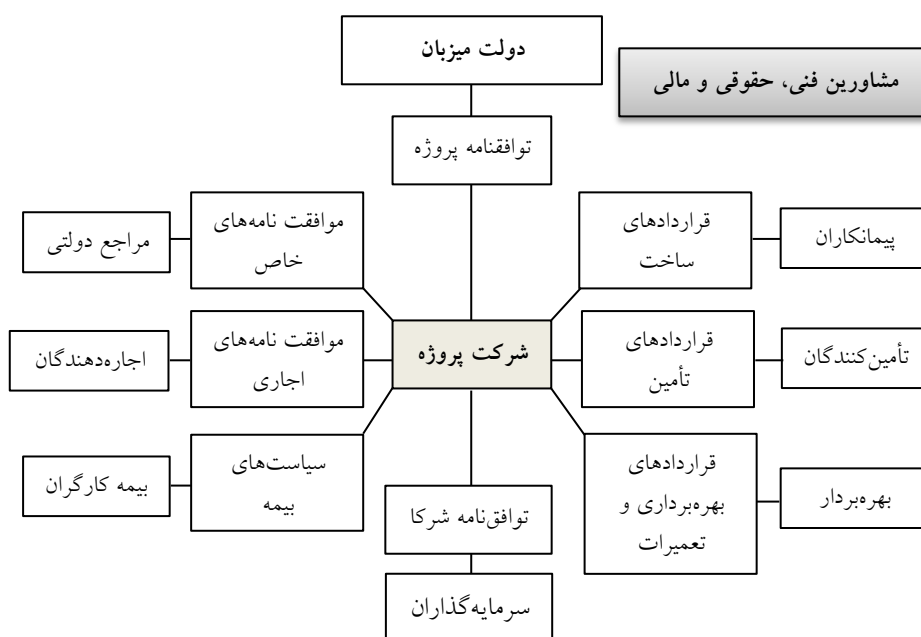 دولت میزبان
مشاورین فنی، حقوقی و مالی
توافقنامه پروژه
قراردادهای
ساخت
پیمانکاران
موافقت نامه‌های
خاص
مراجع دولتی
شرکت پروژه
قراردادهای
تأمین
تأمین‌کنندگان
موافقت نامه‌های
اجاری
اجاره‌دهندگان
قراردادهای
بهره‌برداری و
تعمیرات
بهره‌بردار
سیاست‌های
بیمه
بیمه کارگران
توافق‌نامه شرکا
سرمایه‌گذاران